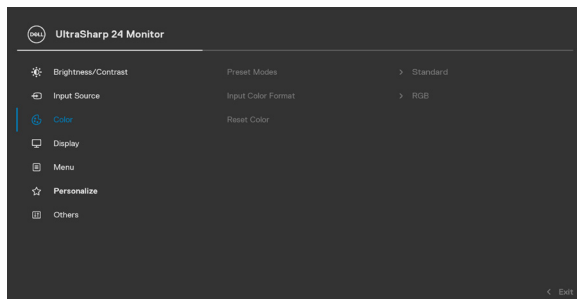 DELL UltraSharp 24 Monitor
Brightness/Contrast Preset Modes > Standard
Input Source Input Color Format > RGB
Color Reset Color
Display
Menu
Personalize
Others
< Exit